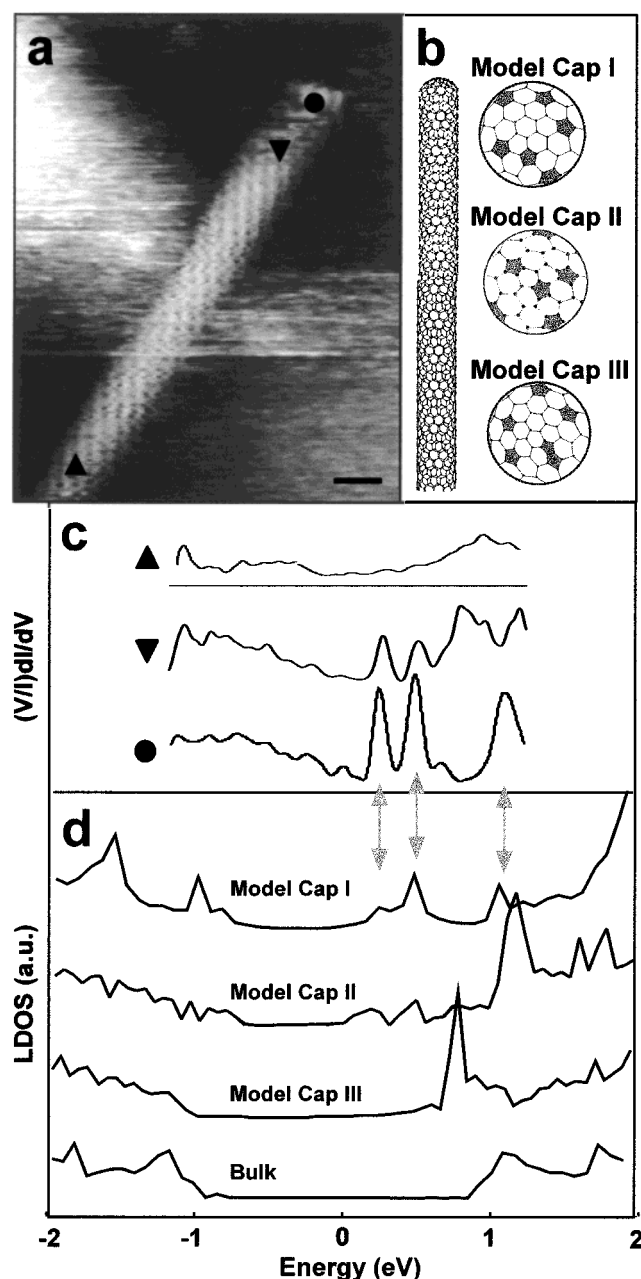 a
b
Model Cap I
Model Cap II
Model Cap III
c
(V/I)dI/dV
d
Model Cap I
Model Cap II
Model Cap III
Bulk
LDOS (a.u.)
-2 -1 0 1 2
Energy (eV)